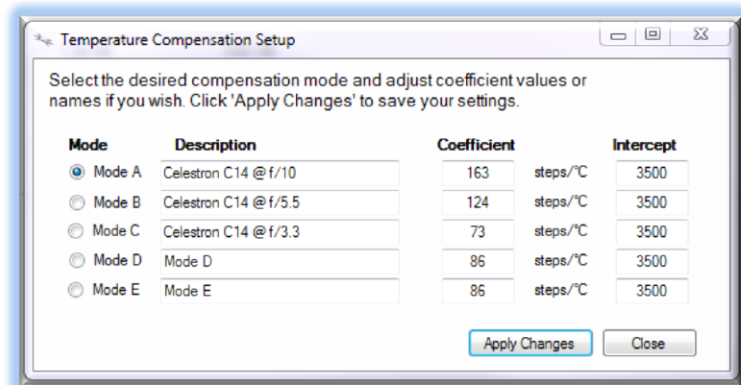 Temperature Compensation Setup
Select the desired compensation mode and adjust coefficient values or
names if you wish. Click 'Apply Changes' to save your settings.
Mode Description Coefficient Intercept
Mode A Celestron C14 @ f/10 163 steps/°C 3500
Mode B Celestron C14 @ f/5.5 124 steps/°C 3500
Mode C Celestron C14 @ f/3.3 73 steps/°C 3500
Mode D Mode D 86 steps/°C 3500
Mode E Mode E 86 steps/°C 3500
Apply Changes Close